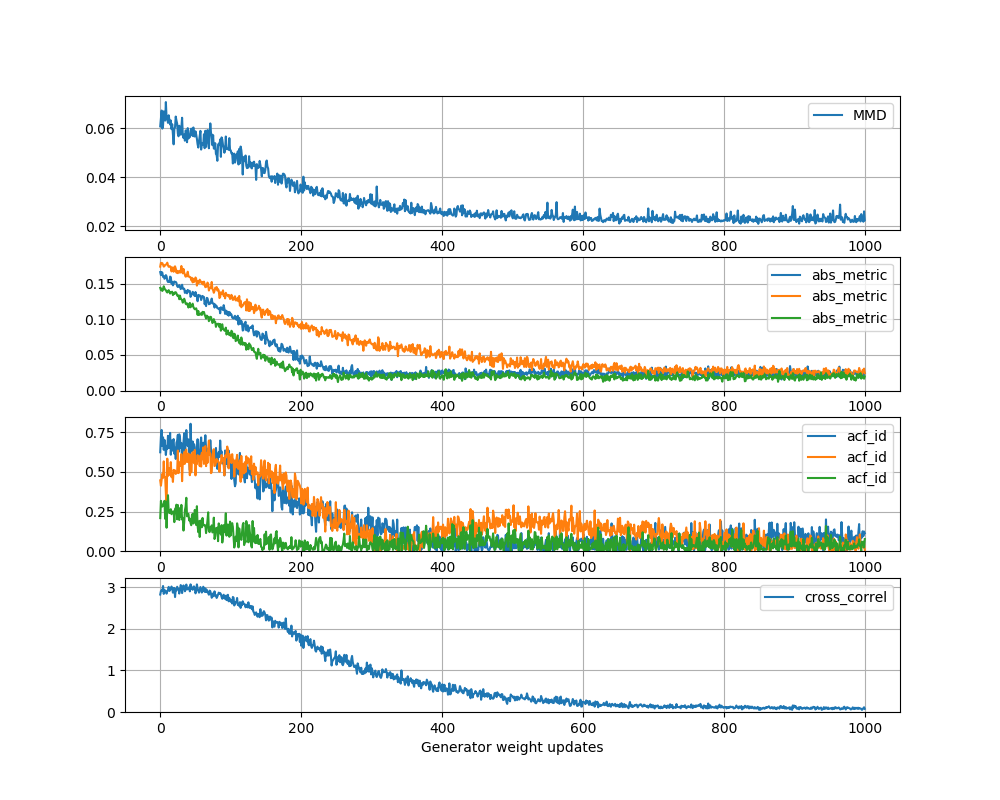 MMD
0.06
0.04
0.02
0 200 400 600 800 1000
abs_metric
abs_metric
abs_metric
0.15
0.10
0.05
0.00
0 200 400 600 800 1000
acf_id
acf_id
acf_id
0.75
0.50
0.25
0.00
0 200 400 600 800 1000
cross_correl
3
2
1
0
0 200 400 600 800 1000
Generator weight updates